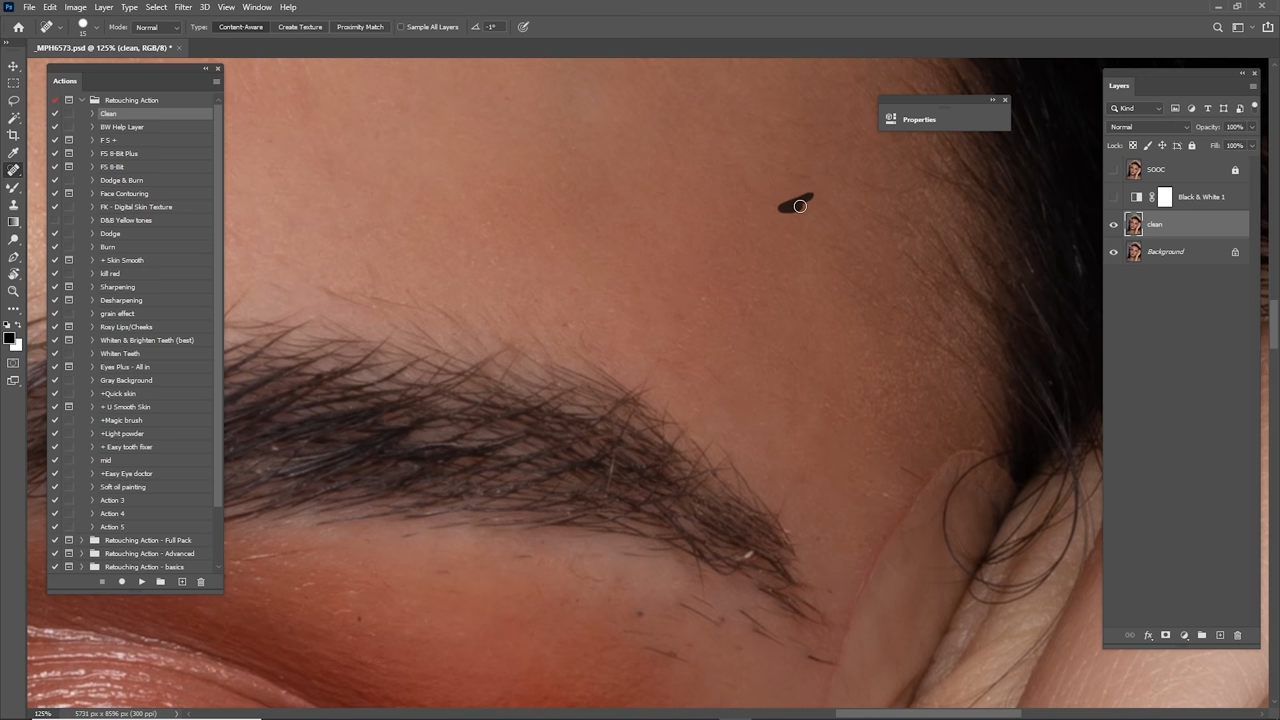 File Edit Image Layer Type Select Filter 3D View Window Help
15 Mode: Normal Type: Content-Aware Create Texture Proximity Match Sample All Layers -1°
_MPH6573.psd @ 125% (clean, RGB/8) *
Actions
Retouching Action
Clean
BW Help Layer
F S +
FS 8-Bit Plus
FS 8-Bit
Dodge & Burn
Face Contouring
FK - Digital Skin Texture
D&B Yellow tones
Dodge
Burn
+ Skin Smooth
kill red
Sharpening
Desharpening
grain effect
Rosy Lips/Cheeks
Whiten & Brighten Teeth (best)
Whiten Teeth
Eyes Plus - All in
Gray Background
+Quick skin
+ U Smooth Skin
+Magic brush
+Light powder
+ Easy tooth fixer
mid
+Easy Eye doctor
Soft oil painting
Action 3
Action 4
Action 5
Retouching Action - Full Pack
Retouching Action - Advanced
Retouching Action - basics
Properties
Layers
Kind
Normal Opacity: 100%
Lock: Fill: 100%
SOOC
Black & White 1
clean
Background
125% 5731 px x 8596 px (300 ppi)